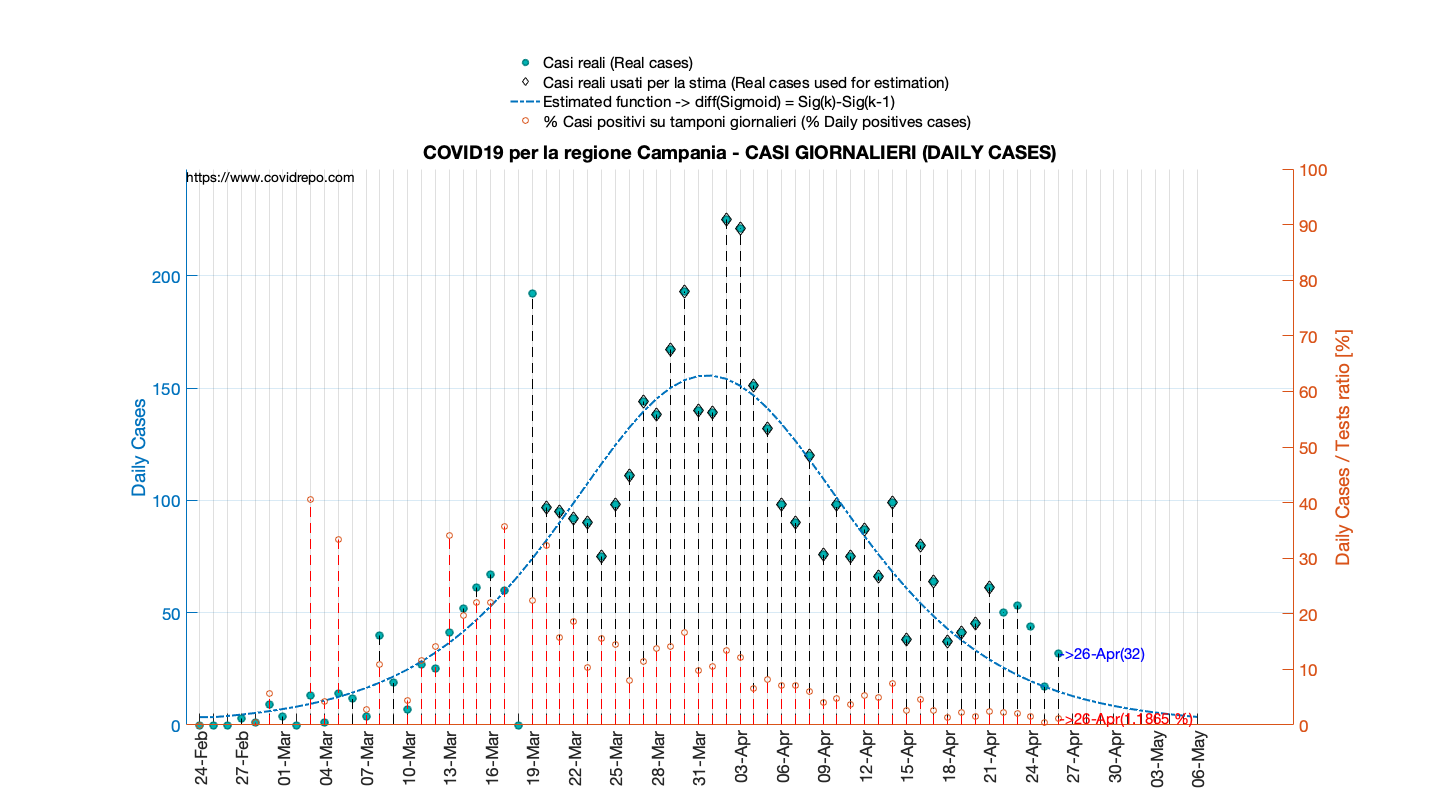 Casi reali (Real cases)
Casi reali usati per la stima (Real cases used for estimation)
Estimated function -> diff(Sigmoid) = Sig(k)-Sig(k-1)
% Casi positivi su tamponi giornalieri (% Daily positives cases)
COVID19 per la regione Campania - CASI GIORNALIERI (DAILY CASES)
https://www.covidrepo.com
Daily Cases
200
150
100
50
0
100
90
80
70
60
50
40
30
20
10
0
Daily Cases / Tests ratio [%]
->26-Apr(32)
->26-Apr(1.1865 %)
24-Feb
27-Feb
01-Mar
04-Mar
07-Mar
10-Mar
13-Mar
16-Mar
19-Mar
22-Mar
25-Mar
28-Mar
31-Mar
03-Apr
06-Apr
09-Apr
12-Apr
15-Apr
18-Apr
21-Apr
24-Apr
27-Apr
30-Apr
03-May
06-May